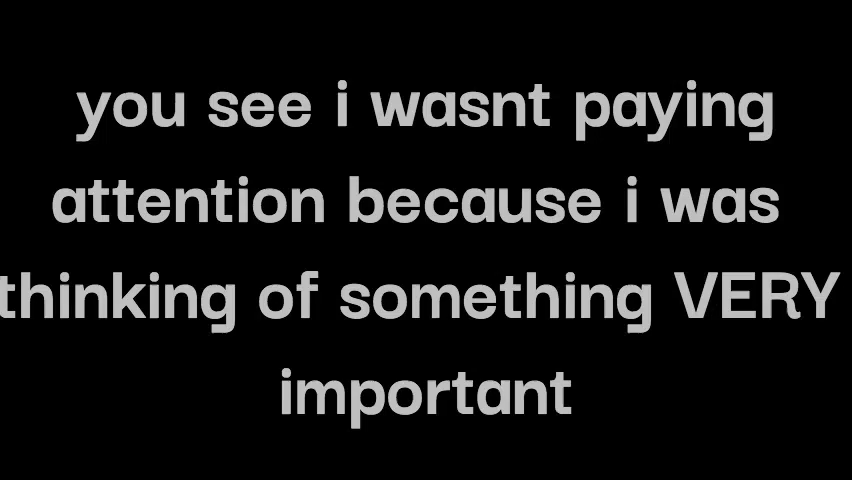 you see i wasnt paying
attention because i was
thinking of something VERY
important